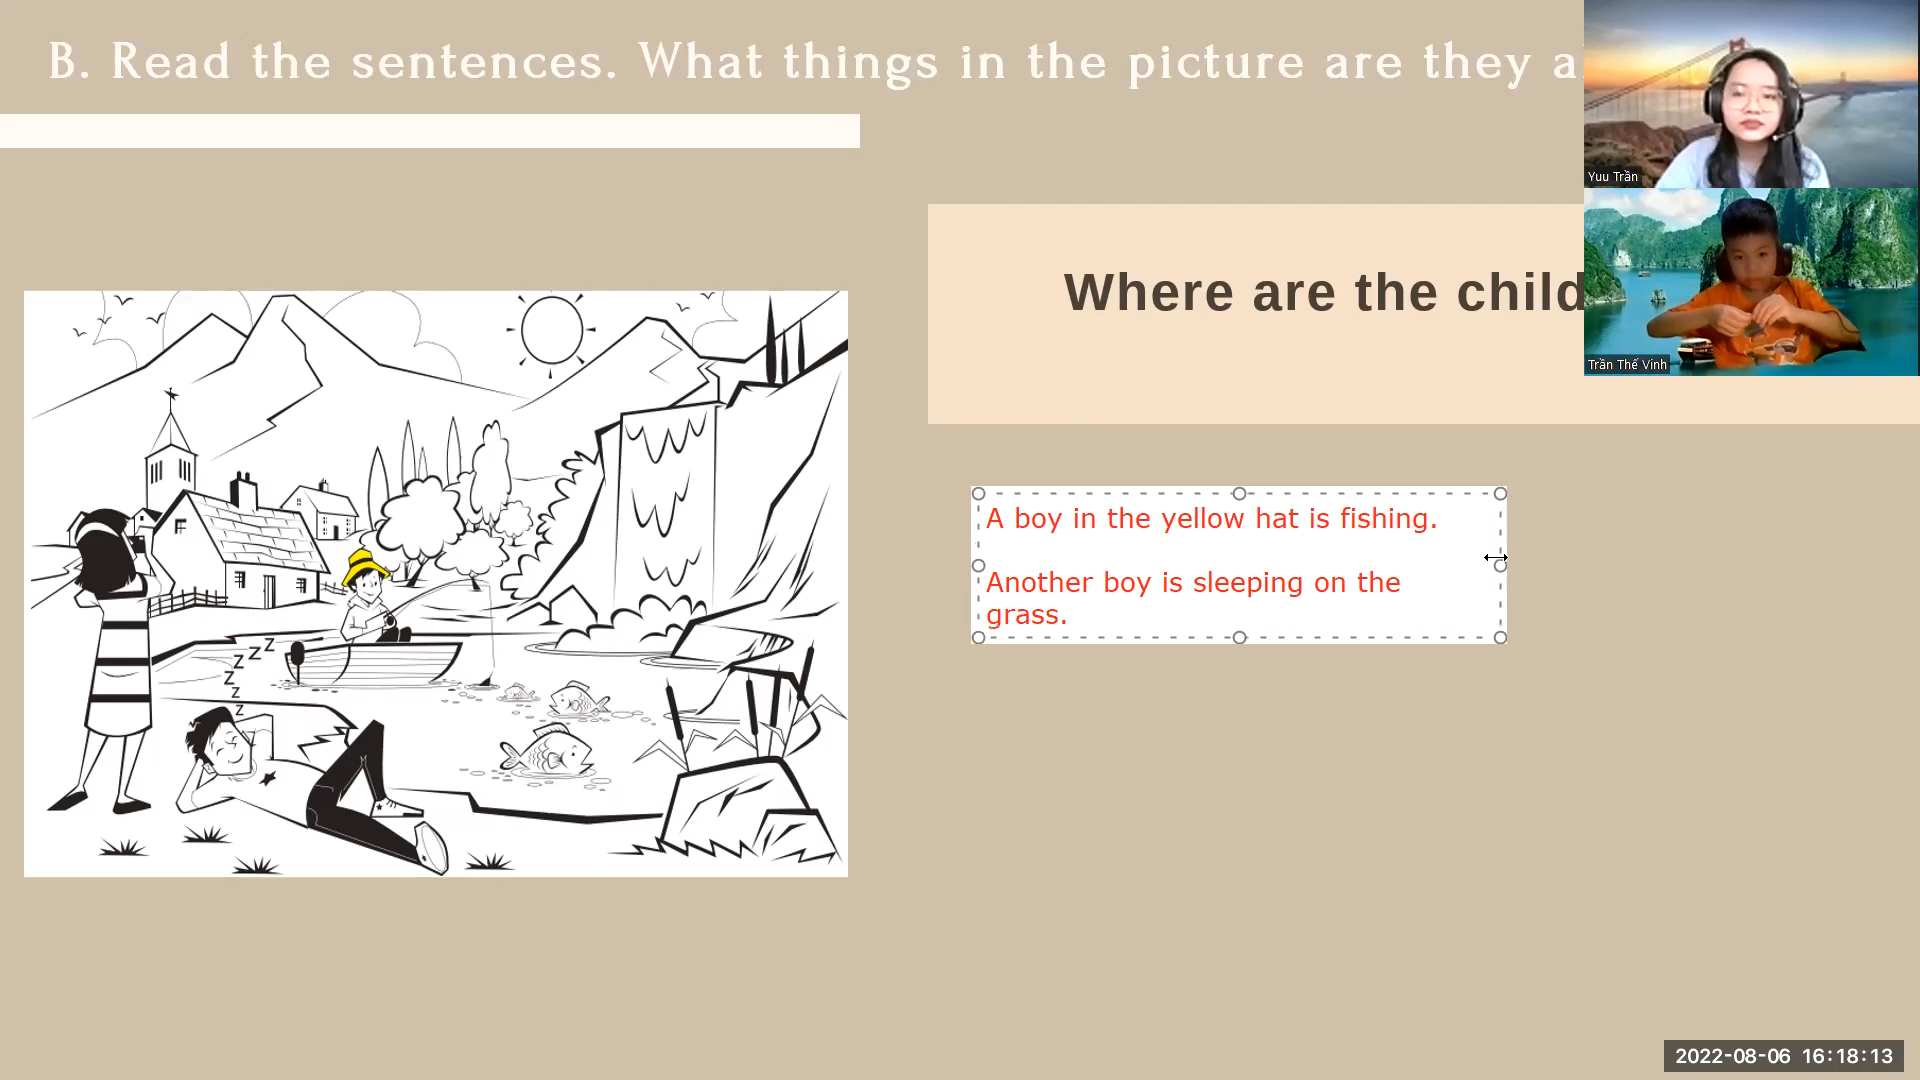 B. Read the sentences. What things in the picture are they a
Yuu Trần
Where are the child
Trần Thế Vinh
A boy in the yellow hat is fishing.
Another boy is sleeping on the
grass.
z z z z z z z
2022-08-06 16:18:13